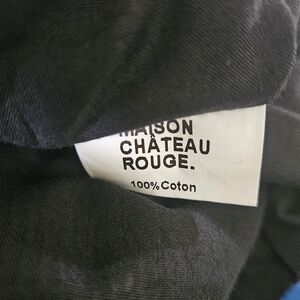 MAISON
CHÂTEAU
ROUGE.
100% Coton